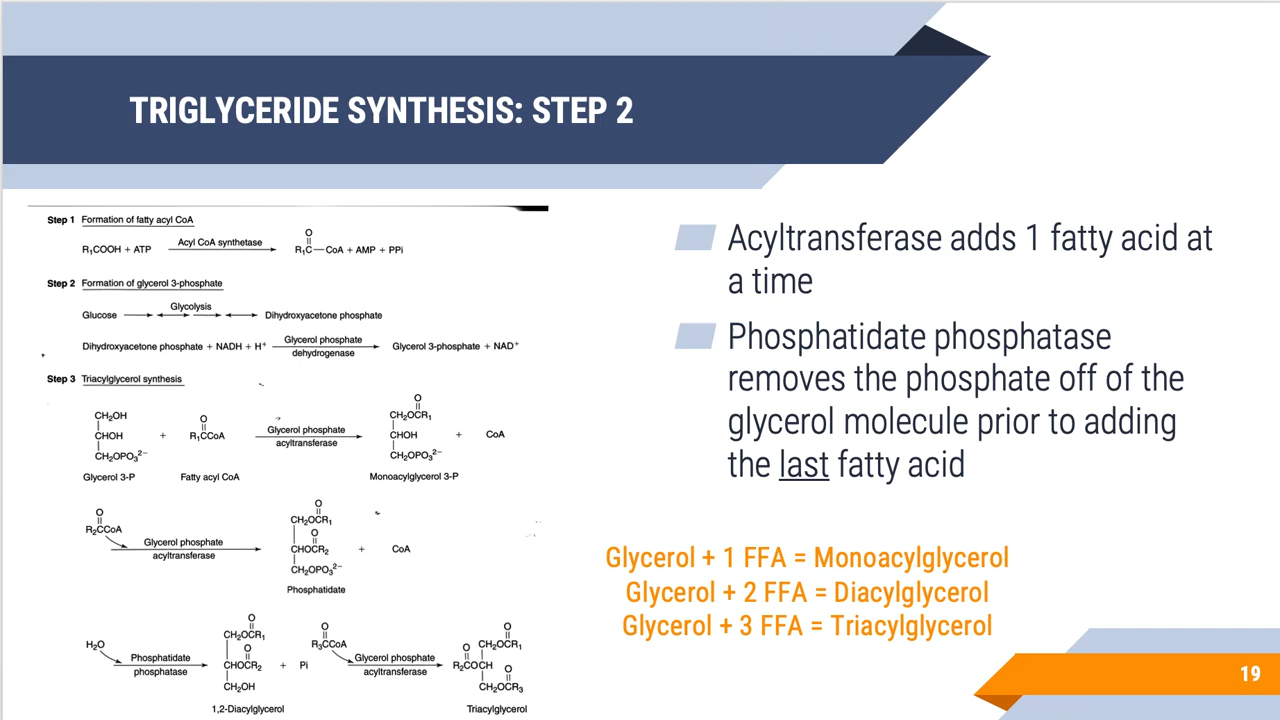 TRIGLYCERIDE SYNTHESIS: STEP 2
Step 1 Formation of fatty acyl CoA
R₁COOH + ATP Acyl CoA synthetase O
R₁C—CoA + AMP + PPi
Step 2 Formation of glycerol 3-phosphate
Glucose Glycolysis Dihydroxyacetone phosphate
Dihydroxyacetone phosphate + NADH + H⁺ Glycerol phosphate dehydrogenase Glycerol 3-phosphate + NAD⁺
Step 3 Triacylglycerol synthesis
CH₂OH
CHOH
CH₂OPO₃²⁻
Glycerol 3-P
+
O
R₁CCoA
Fatty acyl CoA
Glycerol phosphate
acyltransferase
O
CH₂OCR₁
CHOH
CH₂OPO₃²⁻
Monoacylglycerol 3-P
+ CoA
O
R₂CCoA
Glycerol phosphate
acyltransferase
O
CH₂OCR₁
O
CHOCR₂
CH₂OPO₃²⁻
Phosphatidate
+ CoA
H₂O
Phosphatidate
phosphatase
O
CH₂OCR₁
O
CHOCR₂
CH₂OH
1,2-Diacylglycerol
+ Pi
O
R₃CCoA
Glycerol phosphate
acyltransferase
O
CH₂OCR₁
O
R₂COCH
O
CH₂OCR₃
Triacylglycerol
Acyltransferase adds 1 fatty acid at
a time
Phosphatidate phosphatase
removes the phosphate off of the
glycerol molecule prior to adding
the last fatty acid
Glycerol + 1 FFA = Monoacylglycerol
Glycerol + 2 FFA = Diacylglycerol
Glycerol + 3 FFA = Triacylglycerol
19